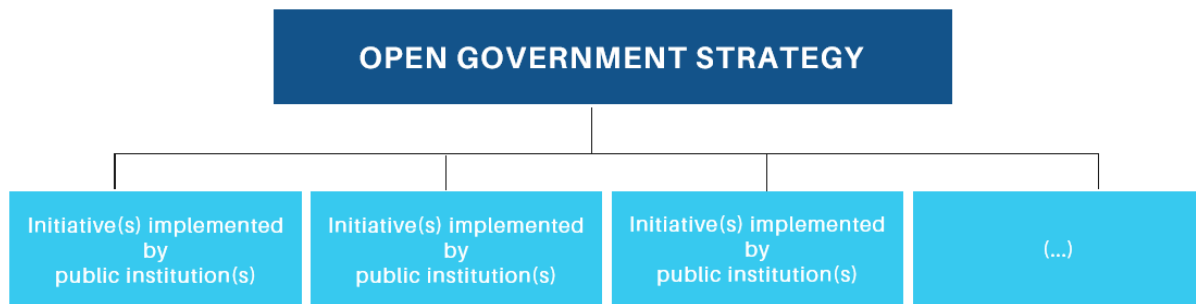 OPEN GOVERNMENT STRATEGY
Initiative(s) implemented
by
public institution(s)
Initiative(s) implemented
by
public institution(s)
Initiative(s) implemented
by
public institution(s)
(...)